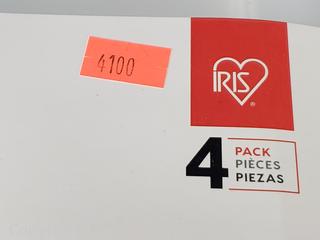 4100
IRIS®
4 PACK
PIÈCES
PIEZAS